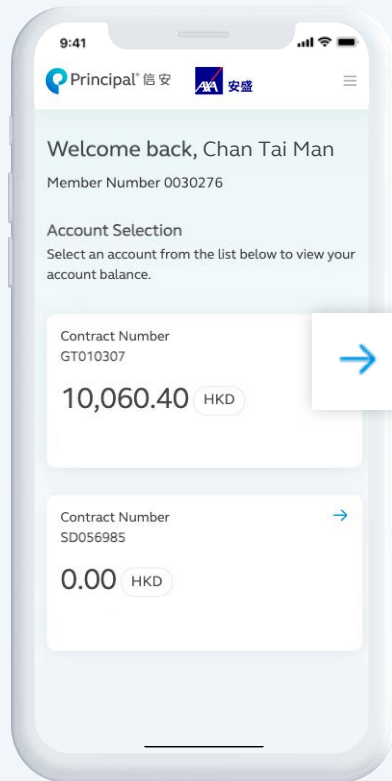 9:41
Principal® 信安 AXA 安盛
Welcome back, Chan Tai Man
Member Number 0030276
Account Selection
Select an account from the list below to view your
account balance.
Contract Number
GT010307
10,060.40 HKD
Contract Number
SD056985
0.00 HKD